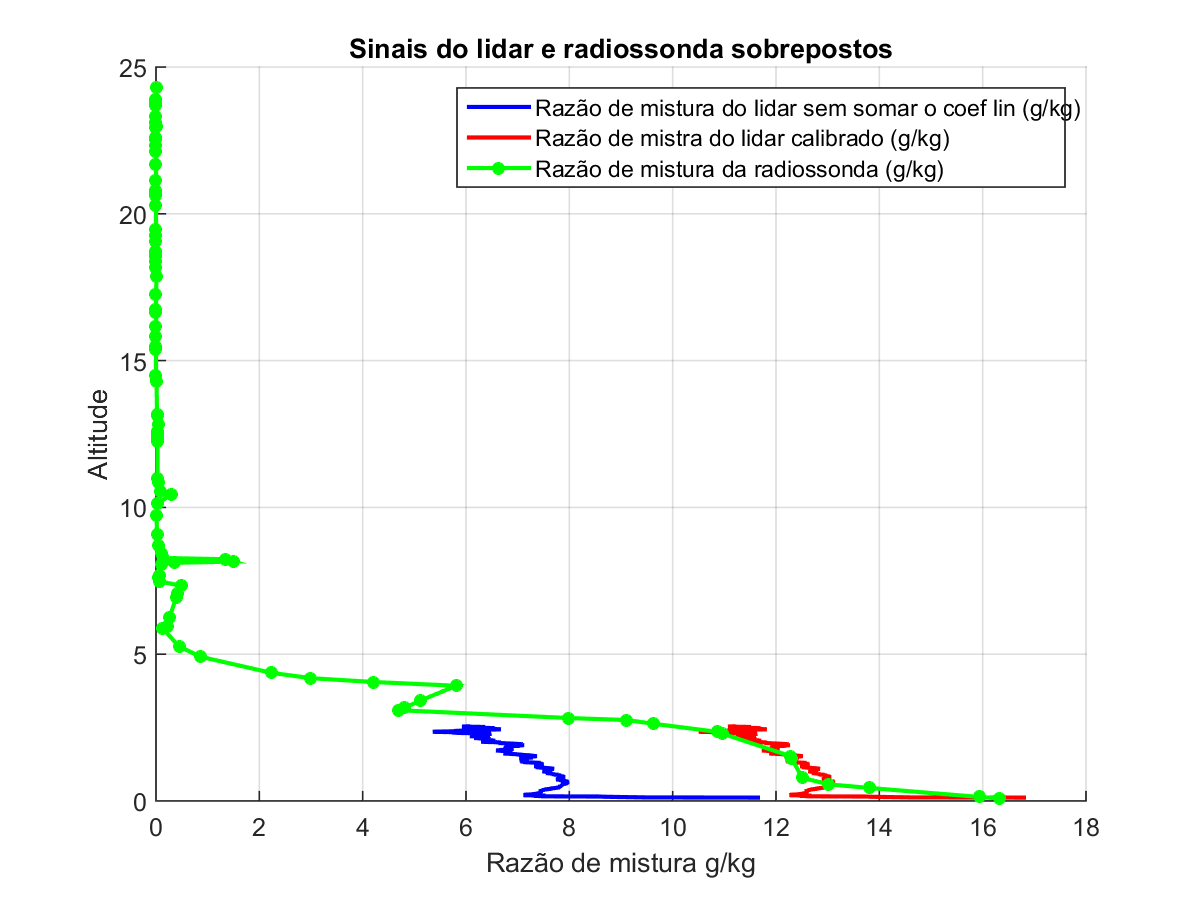 Sinais do lidar e radiossonda sobrepostos
Razão de mistura do lidar sem somar o coef lin (g/kg)
Razão de mistra do lidar calibrado (g/kg)
Razão de mistura da radiossonda (g/kg)
25
20
15
10
5
0
Altitude
0 2 4 6 8 10 12 14 16 18
Razão de mistura g/kg